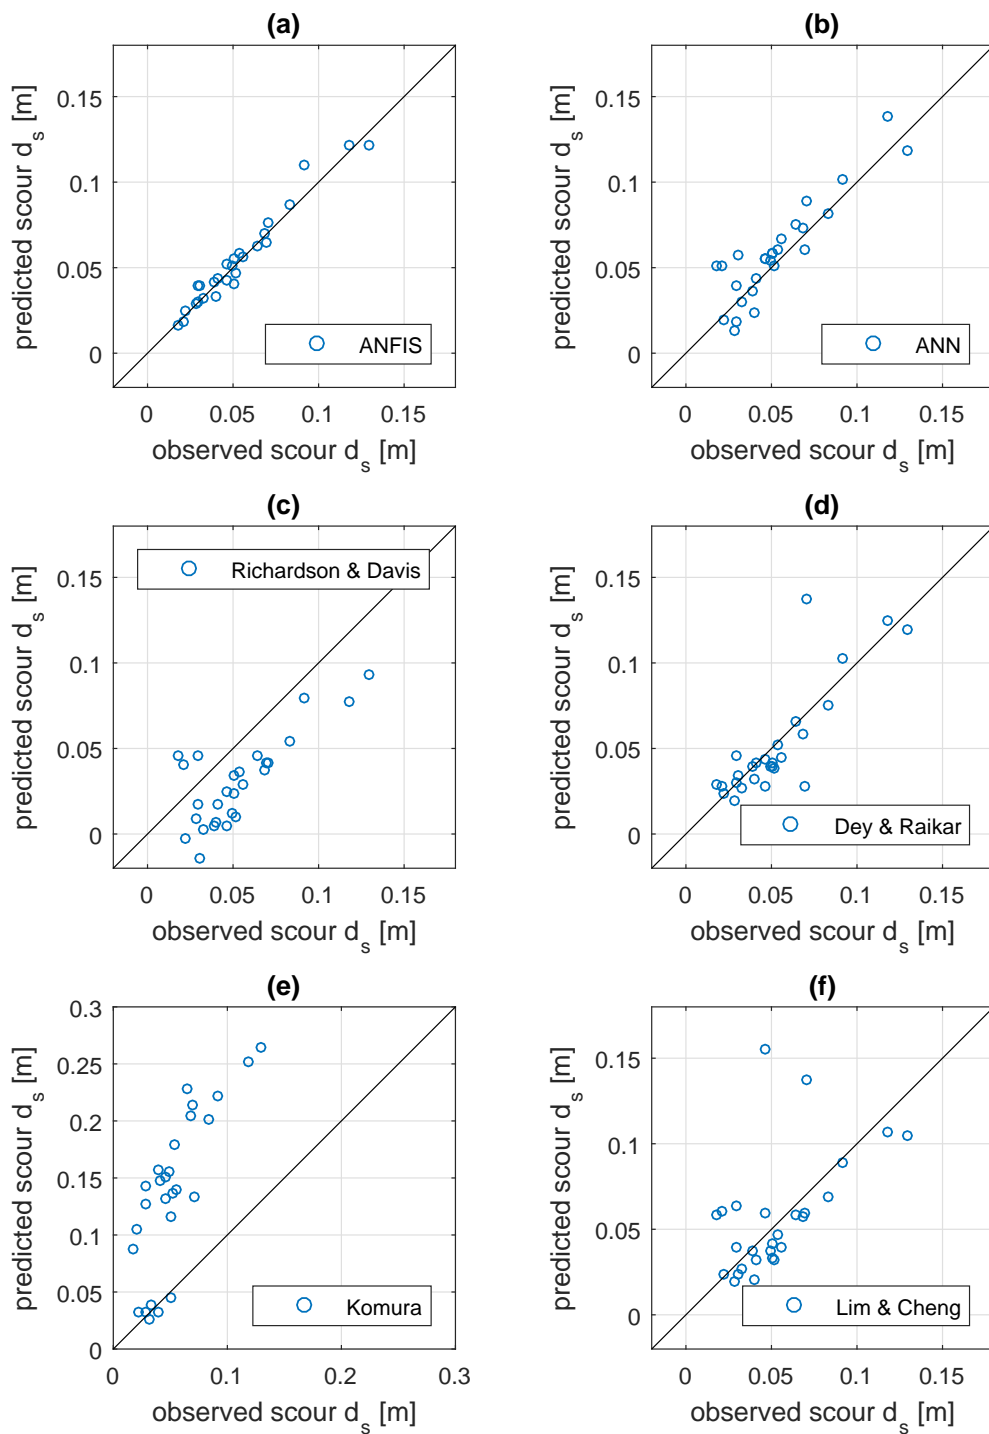 (a)
predicted scour d_s [m]
0.15
0.1
0.05
0
ANFIS
0 0.05 0.1 0.15
observed scour d_s [m]
(b)
predicted scour d_s [m]
0.15
0.1
0.05
0
ANN
0 0.05 0.1 0.15
observed scour d_s [m]
(c)
predicted scour d_s [m]
0.15
0.1
0.05
0
Richardson & Davis
0 0.05 0.1 0.15
observed scour d_s [m]
(d)
predicted scour d_s [m]
0.15
0.1
0.05
0
Dey & Raikar
0 0.05 0.1 0.15
observed scour d_s [m]
(e)
predicted scour d_s [m]
0.3
0.25
0.2
0.15
0.1
0.05
0
Komura
0 0.1 0.2 0.3
observed scour d_s [m]
(f)
predicted scour d_s [m]
0.15
0.1
0.05
0
Lim & Cheng
0 0.05 0.1 0.15
observed scour d_s [m]